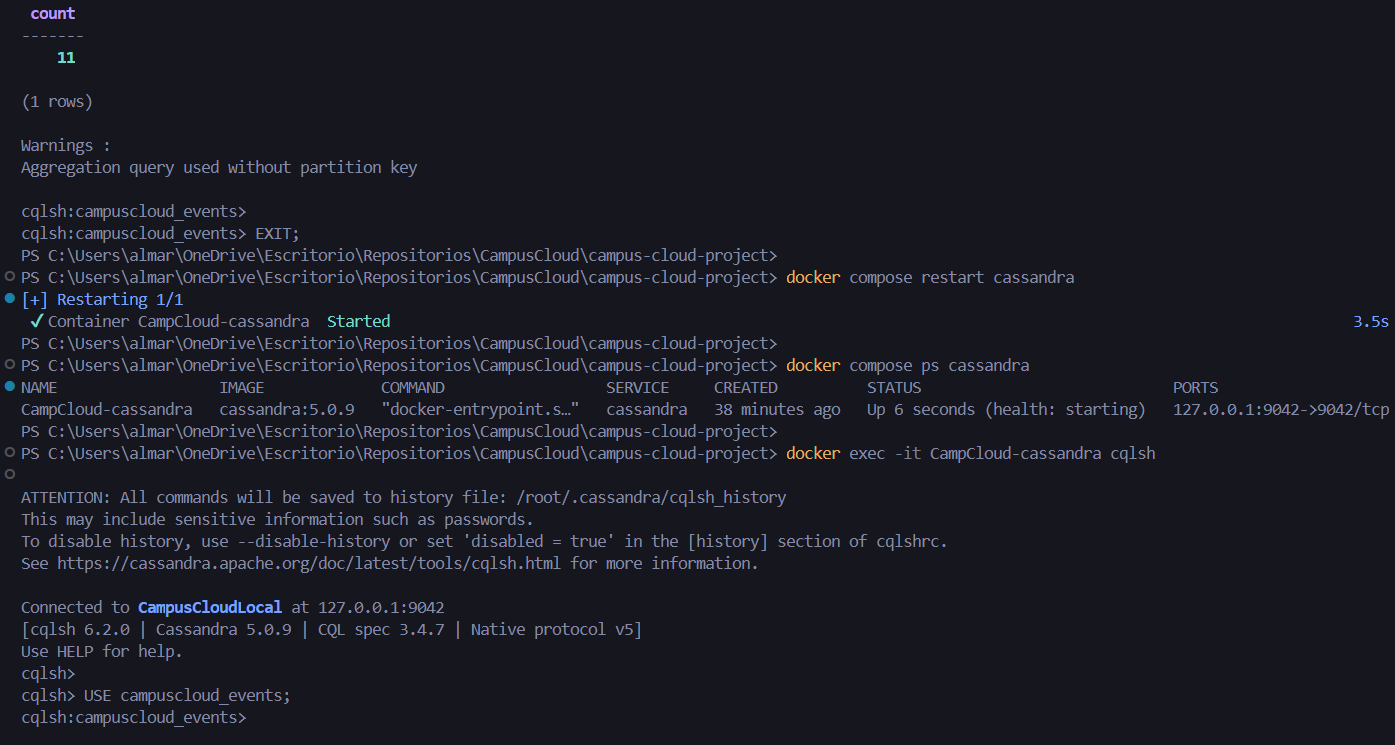 count
-------
11
(1 rows)
Warnings :
Aggregation query used without partition key
cqlsh:campuscloud_events>
cqlsh:campuscloud_events> EXIT;
PS C:\Users\almar\OneDrive\Escritorio\Repositorios\CampusCloud\campus-cloud-project>
PS C:\Users\almar\OneDrive\Escritorio\Repositorios\CampusCloud\campus-cloud-project> docker compose restart cassandra
[+] Restarting 1/1
✔ Container CampCloud-cassandra  Started 3.5s
PS C:\Users\almar\OneDrive\Escritorio\Repositorios\CampusCloud\campus-cloud-project>
PS C:\Users\almar\OneDrive\Escritorio\Repositorios\CampusCloud\campus-cloud-project> docker compose ps cassandra
NAME IMAGE COMMAND SERVICE CREATED STATUS PORTS
CampCloud-cassandra cassandra:5.0.9 "docker-entrypoint.s…" cassandra 38 minutes ago Up 6 seconds (health: starting) 127.0.0.1:9042->9042/tcp
PS C:\Users\almar\OneDrive\Escritorio\Repositorios\CampusCloud\campus-cloud-project>
PS C:\Users\almar\OneDrive\Escritorio\Repositorios\CampusCloud\campus-cloud-project> docker exec -it CampCloud-cassandra cqlsh
ATTENTION: All commands will be saved to history file: /root/.cassandra/cqlsh_history
This may include sensitive information such as passwords.
To disable history, use --disable-history or set 'disabled = true' in the [history] section of cqlshrc.
See https://cassandra.apache.org/doc/latest/tools/cqlsh.html for more information.
Connected to CampusCloudLocal at 127.0.0.1:9042
[cqlsh 6.2.0 | Cassandra 5.0.9 | CQL spec 3.4.7 | Native protocol v5]
Use HELP for help.
cqlsh>
cqlsh> USE campuscloud_events;
cqlsh:campuscloud_events>